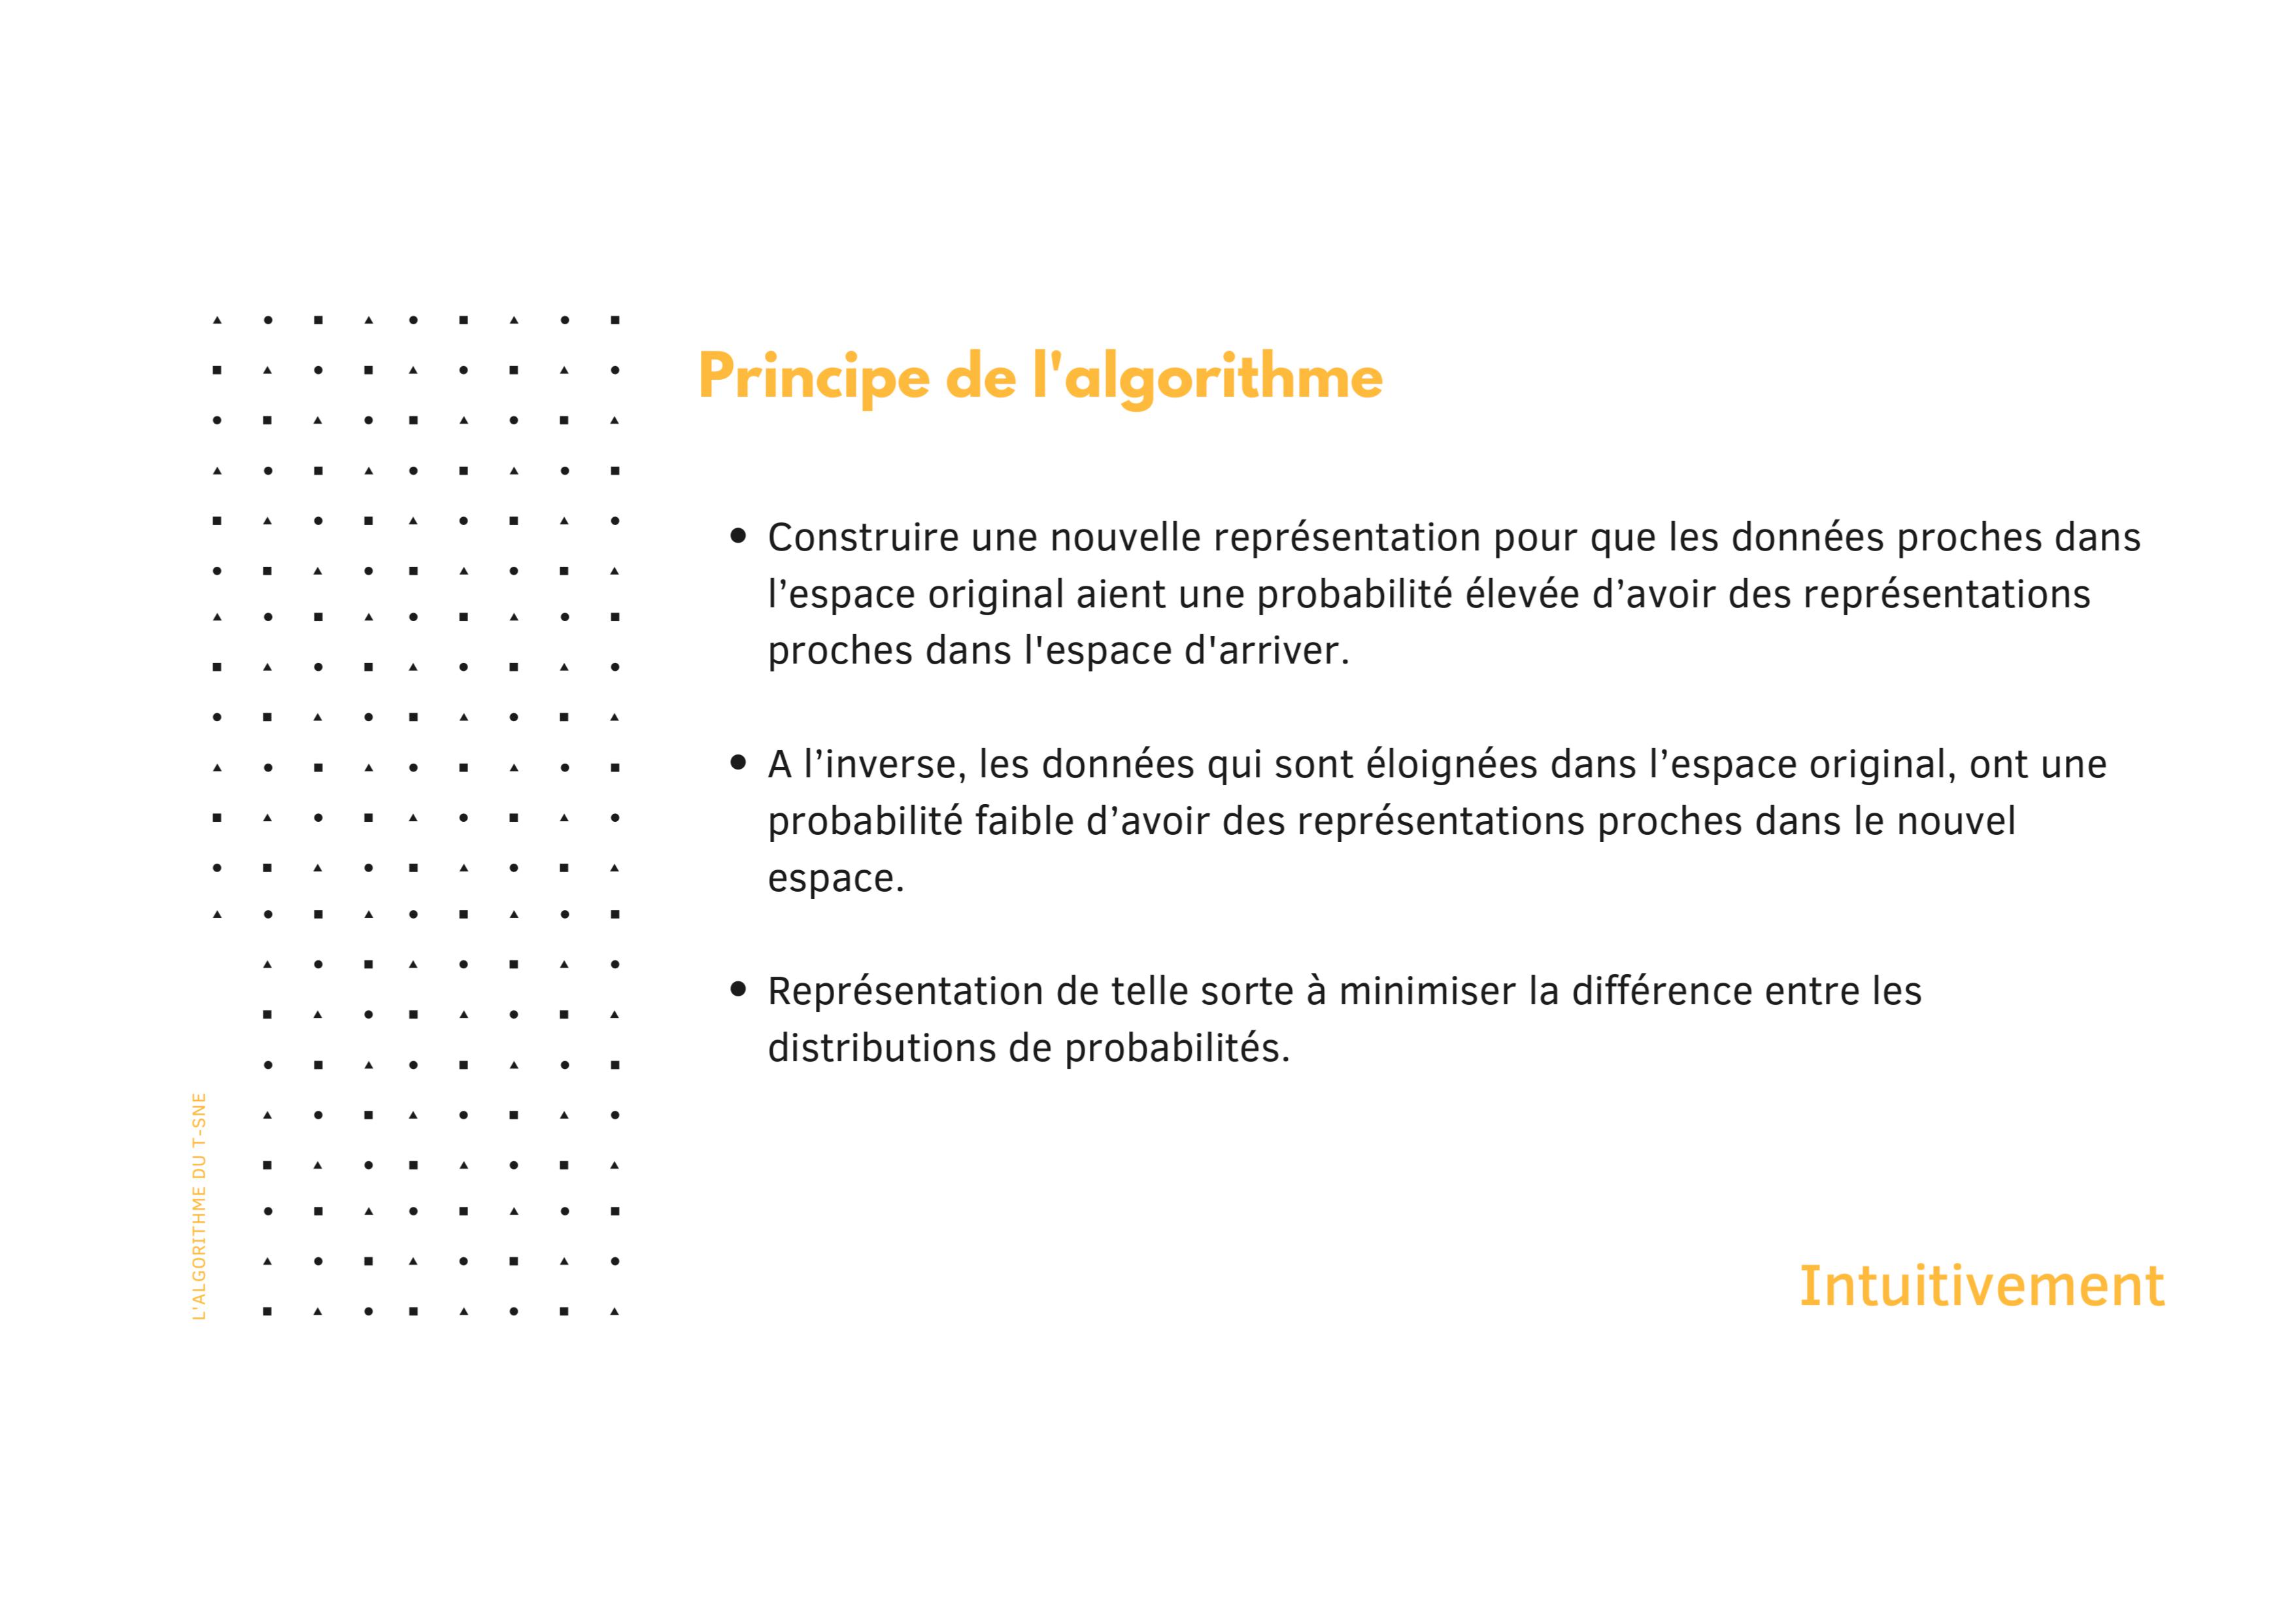 Principe de l'algorithme
• Construire une nouvelle représentation pour que les données proches dans
l’espace original aient une probabilité élevée d’avoir des représentations
proches dans l'espace d'arriver.
• A l’inverse, les données qui sont éloignées dans l’espace original, ont une
probabilité faible d’avoir des représentations proches dans le nouvel
espace.
• Représentation de telle sorte à minimiser la différence entre les
distributions de probabilités.
L'ALGORITHME DU T-SNE
Intuitivement